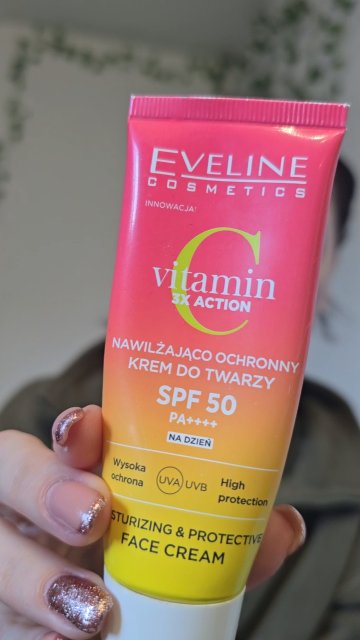 EVELINE
COSMETICS
INNOWACJA!
C
vitamin
3X ACTION
NAWILŻAJĄCO OCHRONNY
KREM DO TWARZY
SPF 50
PA++++
NA DZIEŃ
Wysoka
ochrona
UVA UVB
High
protection
& PROTECTIVE
FACE CREAM